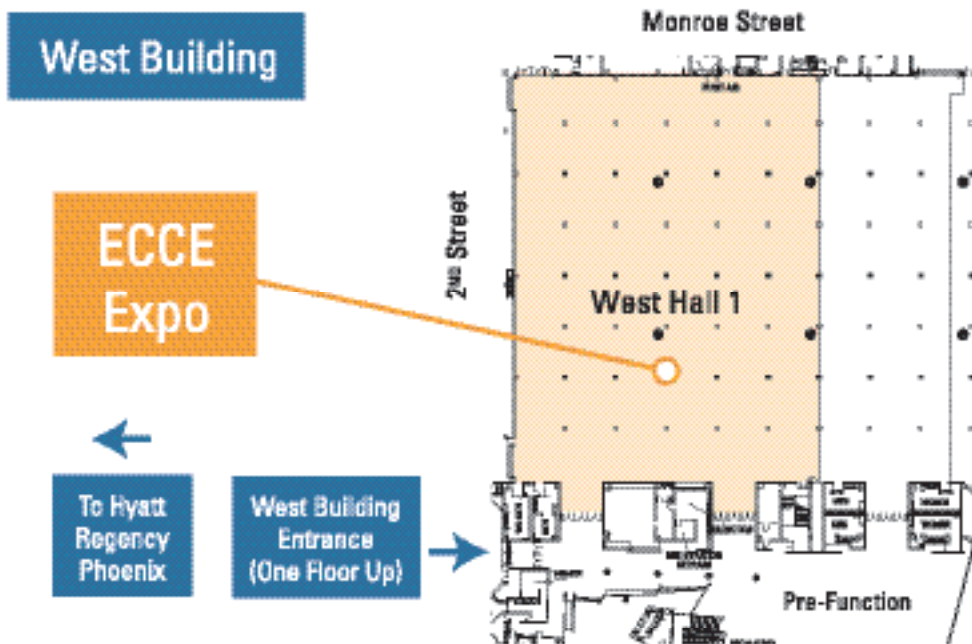 Monroe Street
West Building
ECCE
Expo
2ND Street
West Hall 1
To Hyatt
Regency
Phoenix
West Building
Entrance
(One Floor Up)
Pre-Function